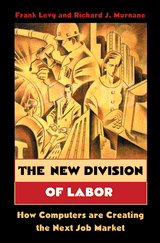 Frank Levy and Richard J. Murnane
THE NEW DIVISION
OF LABOR
How Computers are Creating
the Next Job Market